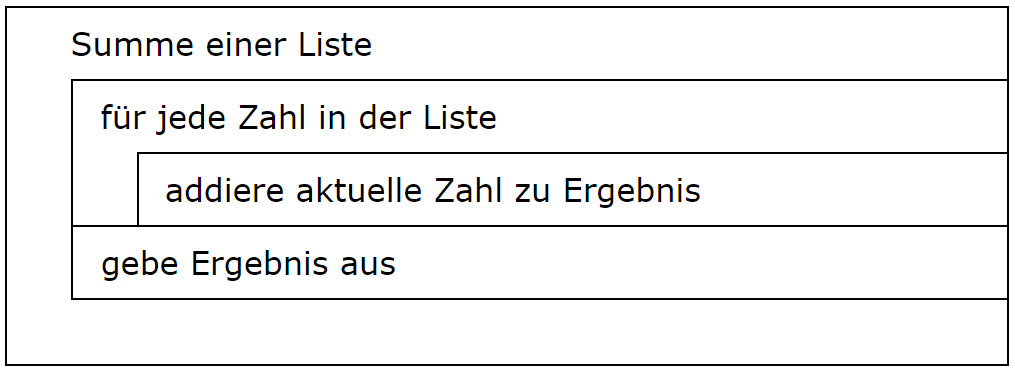 Summe einer Liste
für jede Zahl in der Liste
addiere aktuelle Zahl zu Ergebnis
gebe Ergebnis aus